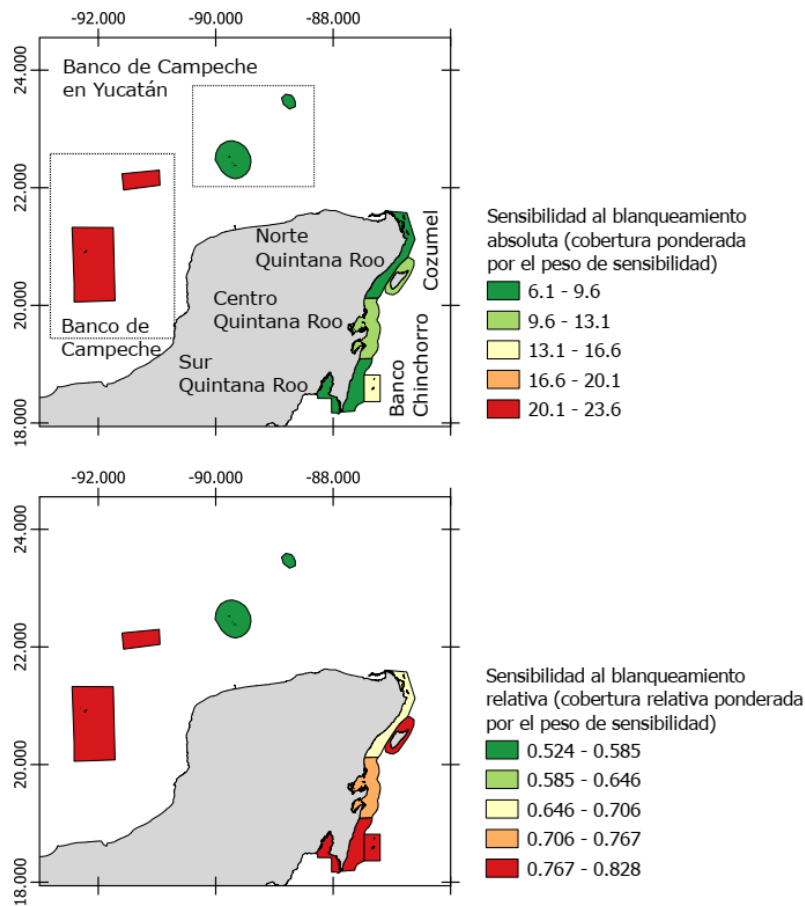 -92.000 -90.000 -88.000
24.000
22.000
20.000
18.000
Banco de Campeche
en Yucatán
Norte
Quintana Roo
Cozumel
Centro
Quintana Roo
Banco de
Campeche
Sur
Quintana Roo
Banco
Chinchorro
Sensibilidad al blanqueamiento
absoluta (cobertura ponderada
por el peso de sensibilidad)
6.1 - 9.6
9.6 - 13.1
13.1 - 16.6
16.6 - 20.1
20.1 - 23.6
-92.000 -90.000 -88.000
24.000
22.000
20.000
18.000
Sensibilidad al blanqueamiento
relativa (cobertura relativa ponderada
por el peso de sensibilidad)
0.524 - 0.585
0.585 - 0.646
0.646 - 0.706
0.706 - 0.767
0.767 - 0.828